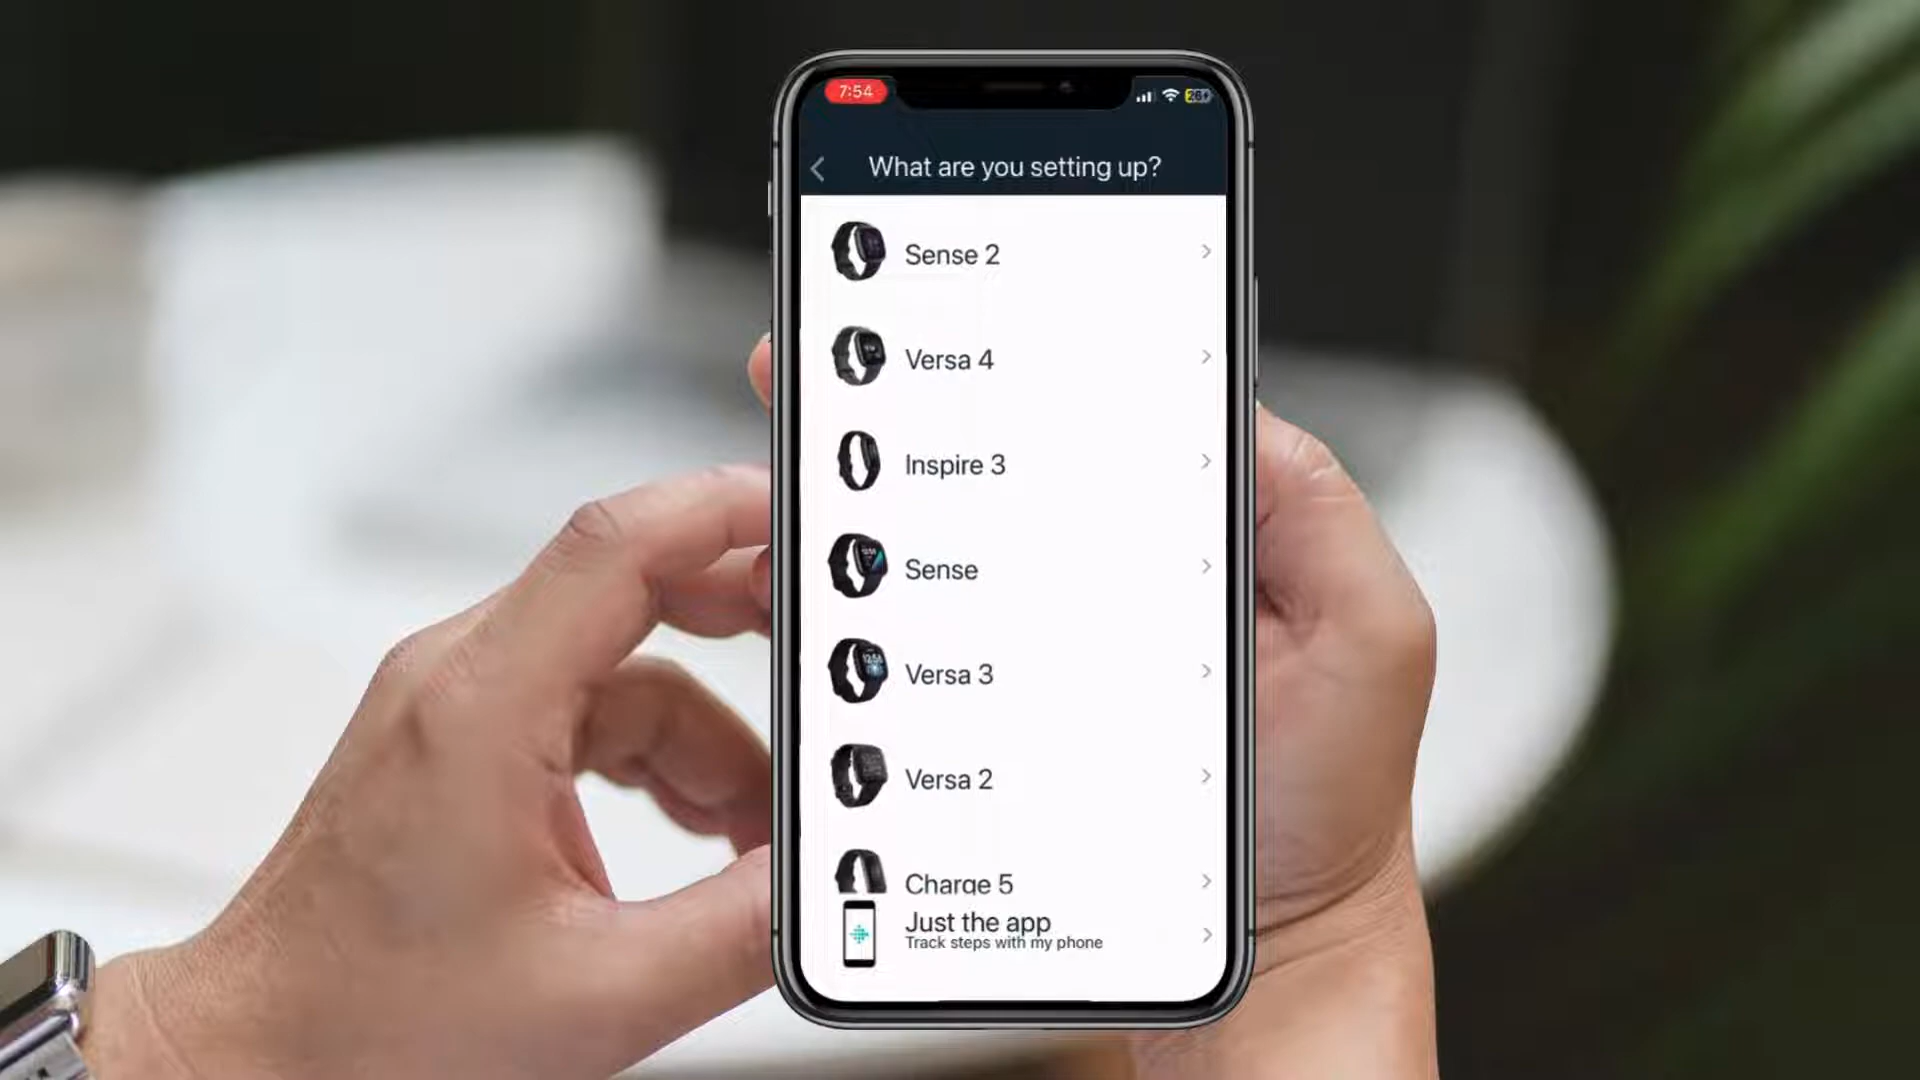 7:54
26
What are you setting up?
Sense 2
Versa 4
Inspire 3
Sense
Versa 3
Versa 2
Charge 5
Just the app
Track steps with my phone